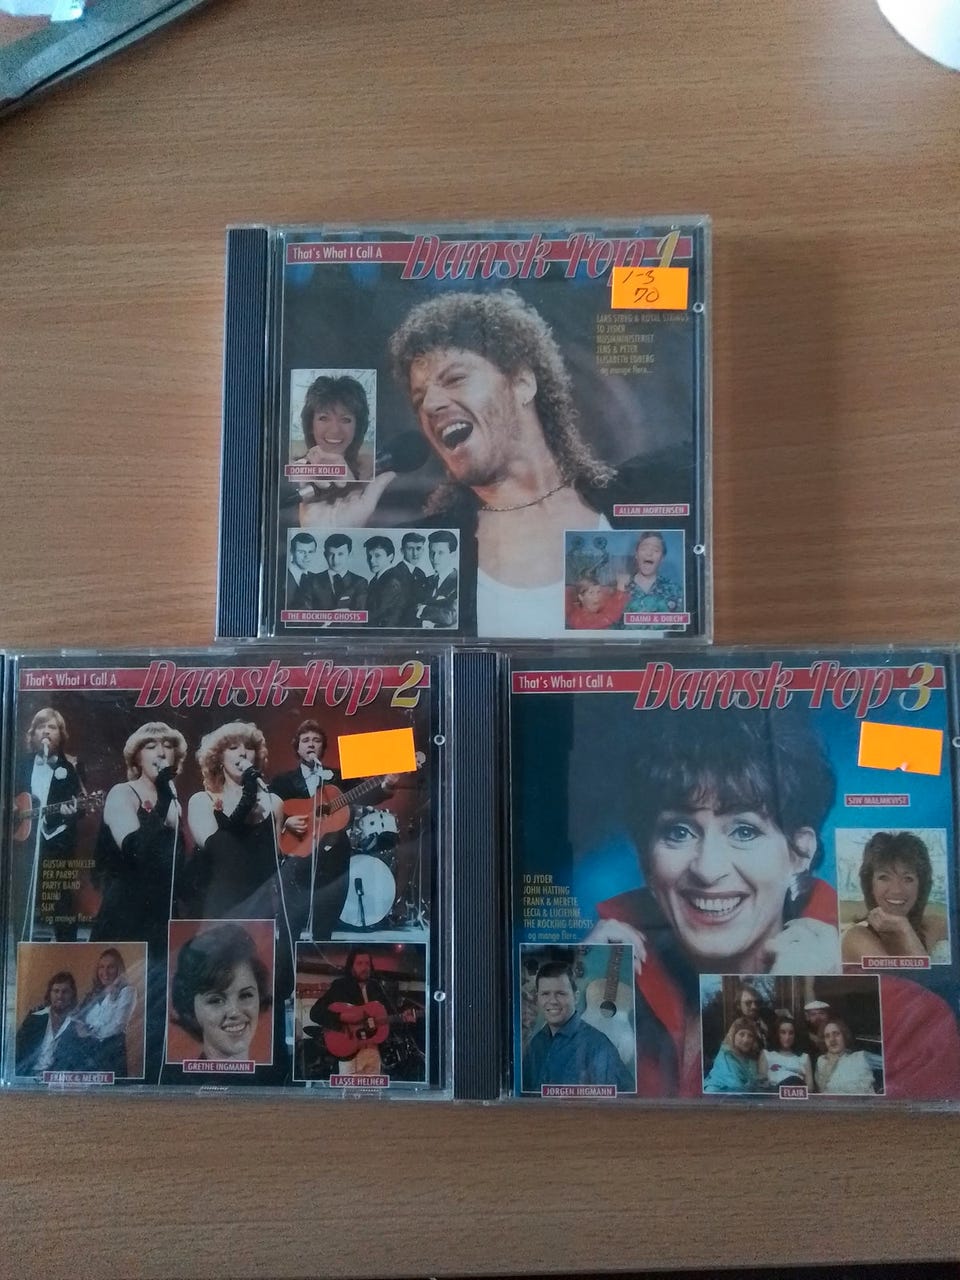 That's What I Call A
Dansk Top 1
1-3
70
LARS STRYG & ROYAL STRINGS
TO JYDER
MUSIKMINISTERIET
JENS & PETER
ELISABETH EDBERG
og mange flere...
DORTHE KOLLO
ALLAN MORTENSEN
THE ROCKING GHOSTS
DAIMI & DIRCH
That's What I Call A
Dansk Top 2
GUSTAV WINKLER
PER PARBST
PARTY BAND
DAIMI
SLIK
- og mange flere...
FRANK & MERETE
GRETHE INGMANN
LASSE HELNER
That's What I Call A
Dansk Top 3
SIW MALMKVIST
TO JYDER
JOHN HATTING
FRANK & MERETE
LECIA & LUCIENNE
THE ROCKING GHOSTS
og mange flere...
DORTHE KOLLO
JØRGEN INGMANN
FLAIR